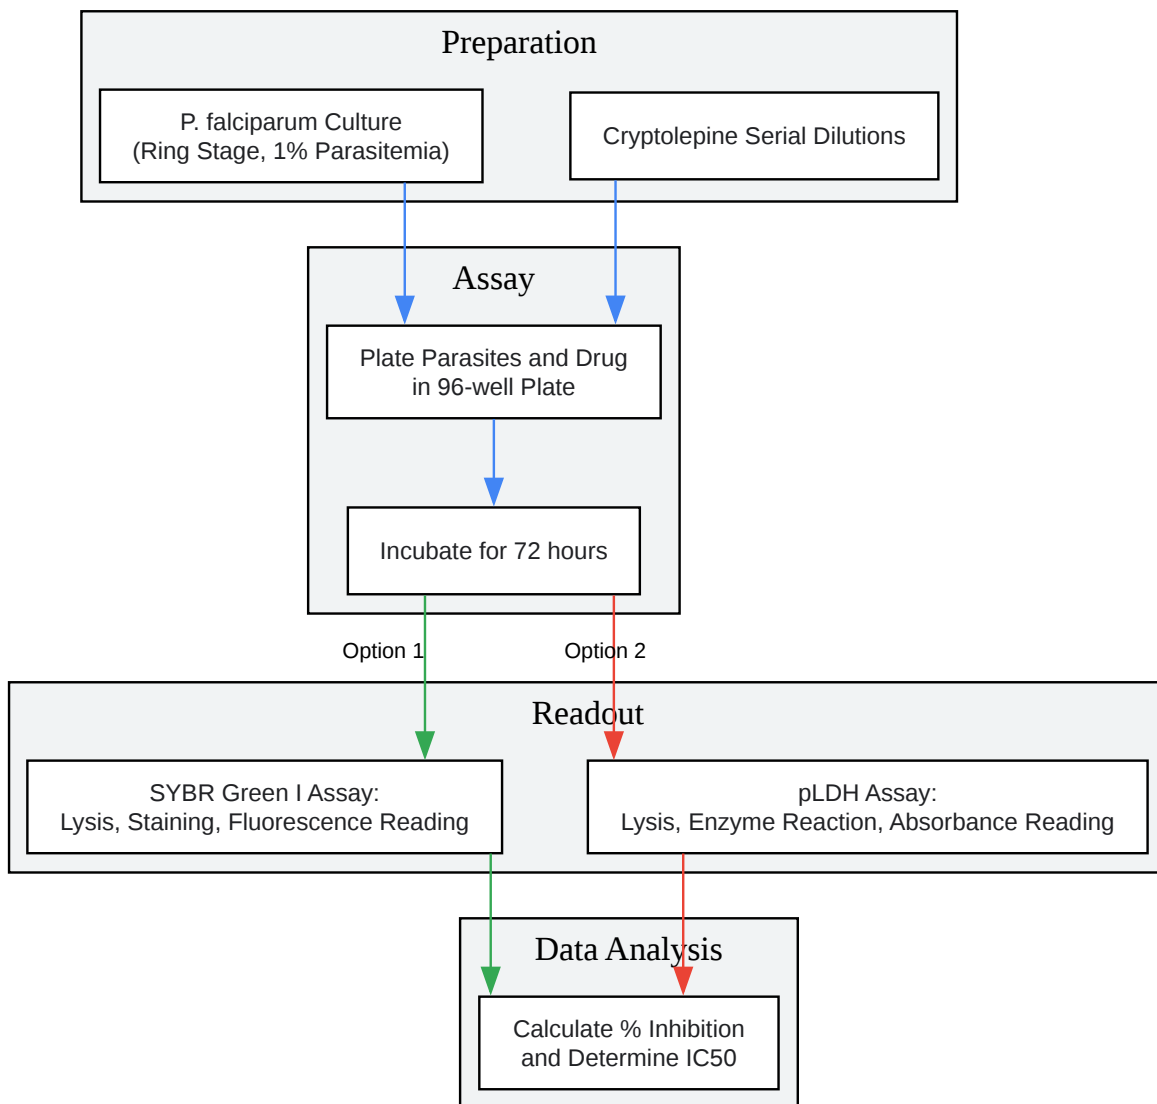 Preparation
P. falciparum Culture
(Ring Stage, 1% Parasitemia)
Cryptolepine Serial Dilutions
Assay
Plate Parasites and Drug
in 96-well Plate
Incubate for 72 hours
Option 1
Option 2
Readout
SYBR Green I Assay:
Lysis, Staining, Fluorescence Reading
pLDH Assay:
Lysis, Enzyme Reaction, Absorbance Reading
Data Analysis
Calculate % Inhibition
and Determine IC50